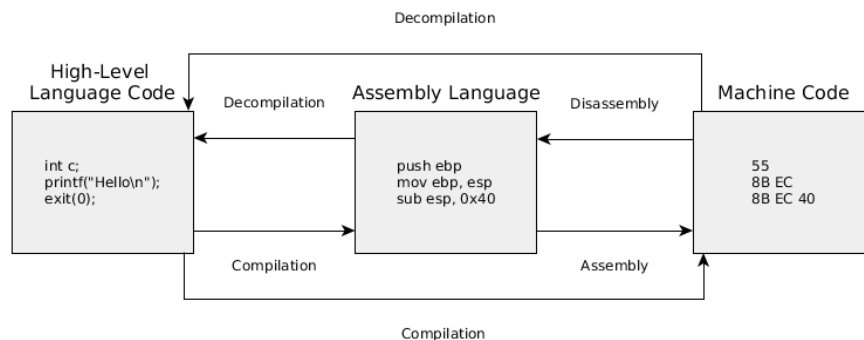 Decompilation
High-Level
Language Code
Decompilation
Assembly Language
Disassembly
Machine Code
int c;
printf("Hello\n");
exit(0);
push ebp
mov ebp, esp
sub esp, 0x40
55
8B EC
8B EC 40
Compilation
Assembly
Compilation